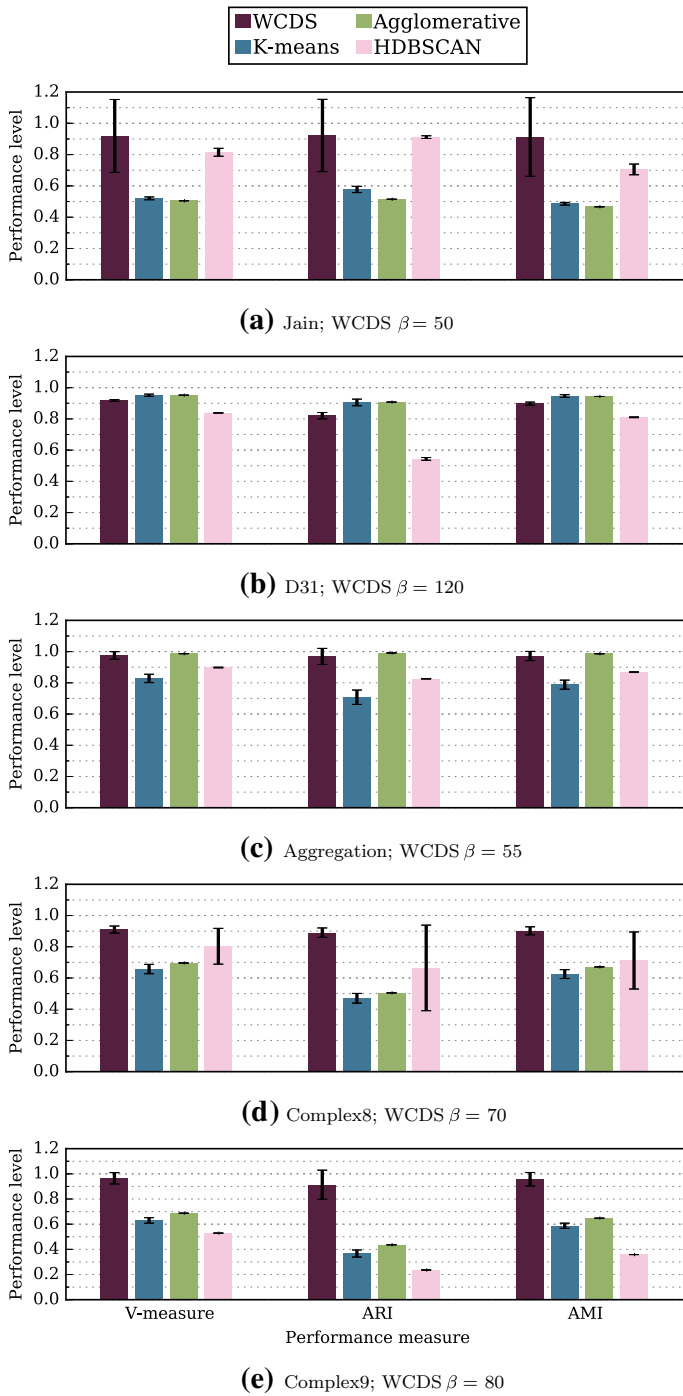 WCDS Agglomerative
K-means HDBSCAN
1.2
1.0
0.8
0.6
0.4
0.2
0.0
Performance level
(a) Jain; WCDS β = 50
1.2
1.0
0.8
0.6
0.4
0.2
0.0
Performance level
(b) D31; WCDS β = 120
1.2
1.0
0.8
0.6
0.4
0.2
0.0
Performance level
(c) Aggregation; WCDS β = 55
1.2
1.0
0.8
0.6
0.4
0.2
0.0
Performance level
(d) Complex8; WCDS β = 70
1.2
1.0
0.8
0.6
0.4
0.2
0.0
Performance level
V-measure ARI AMI
Performance measure
(e) Complex9; WCDS β = 80